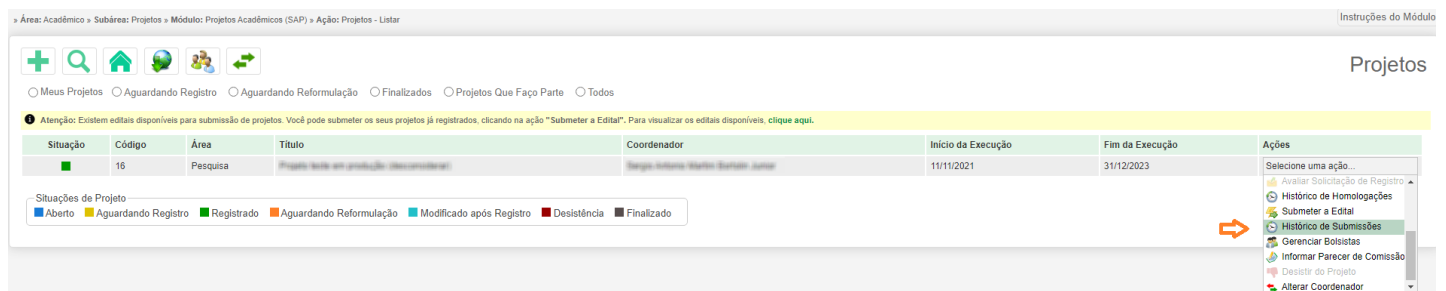 » Área: Acadêmico » Subárea: Projetos » Módulo: Projetos Acadêmicos (SAP) » Ação: Projetos - Listar
Instruções do Módulo
Projetos
Meus Projetos Aguardando Registro Aguardando Reformulação Finalizados Projetos Que Faço Parte Todos
Atenção: Existem editais disponíveis para submissão de projetos. Você pode submeter os seus projetos já registrados, clicando na ação "Submeter a Edital". Para visualizar os editais disponíveis, clique aqui.
Situação Código Área Título Coordenador Início da Execução Fim da Execução Ações
16 Pesquisa 11/11/2021 31/12/2023 Selecione uma ação...
Avaliar Solicitação de Registro
Histórico de Homologações
Submeter a Edital
Histórico de Submissões
Gerenciar Bolsistas
Informar Parecer de Comissão
Desistir do Projeto
Alterar Coordenador
Situações de Projeto
Aberto Aguardando Registro Registrado Aguardando Reformulação Modificado após Registro Desistência Finalizado